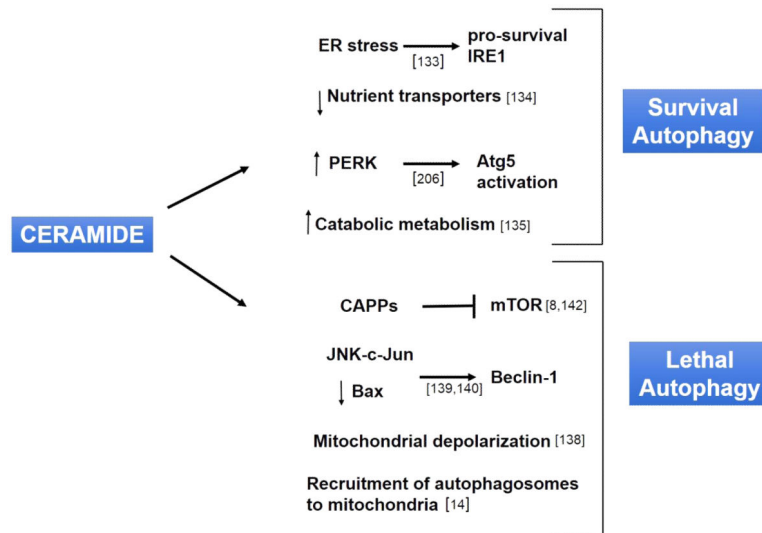 ER stress
[133]
pro-survival
IRE1
Nutrient transporters [134]
PERK
[206]
Atg5
activation
Catabolic metabolism [135]
Survival
Autophagy
CERAMIDE
CAPPs
mTOR [8,142]
JNK-c-Jun
Bax
[139,140]
Beclin-1
Mitochondrial depolarization [138]
Recruitment of autophagosomes
to mitochondria [14]
Lethal
Autophagy